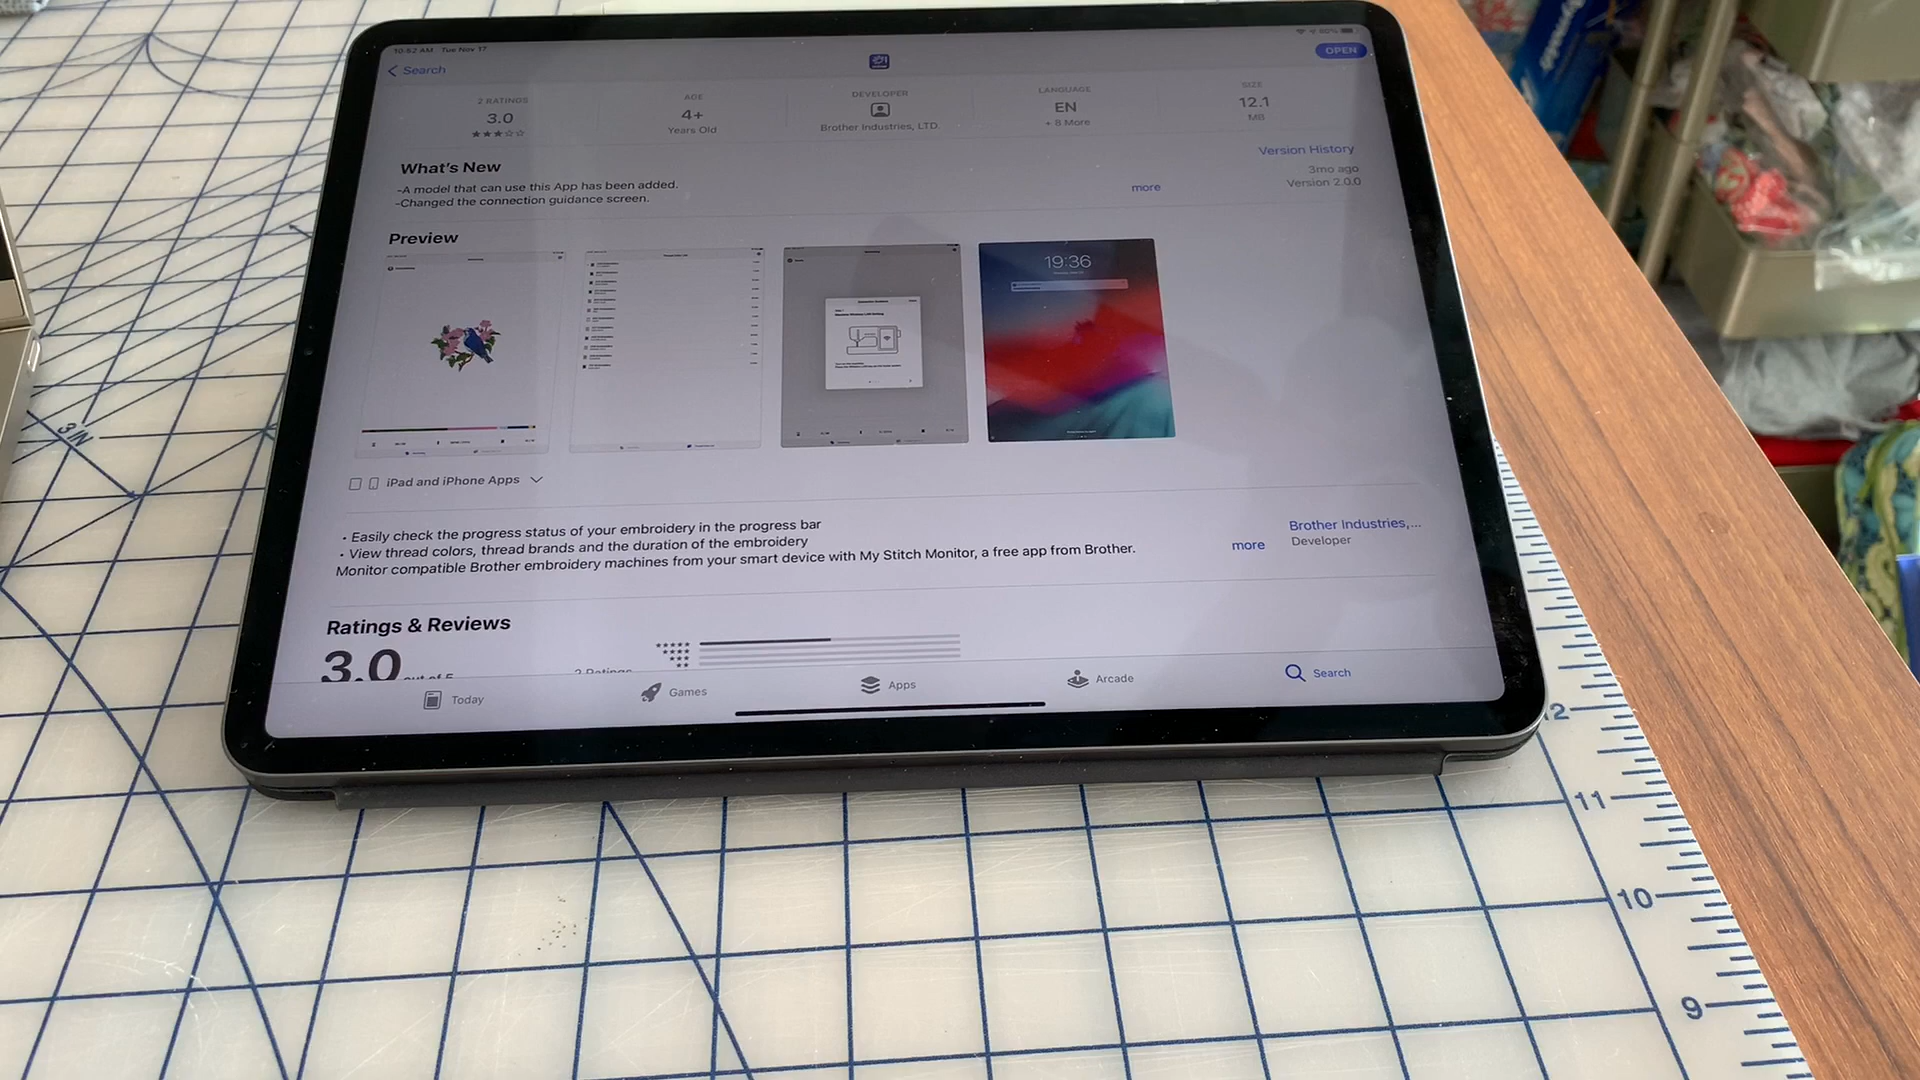 10:52 AM Tue Nov 17
60%
Search
OPEN
2 RATINGS
3.0
AGE
4+
Years Old
DEVELOPER
Brother Industries, LTD.
LANGUAGE
EN
+ 8 More
SIZE
12.1
MB
What's New
Version History
-A model that can use this App has been added.
-Changed the connection guidance screen.
more
3mo ago
Version 2.0.0
Preview
19:36
iPad and iPhone Apps
• Easily check the progress status of your embroidery in the progress bar
• View thread colors, thread brands and the duration of the embroidery
Monitor compatible Brother embroidery machines from your smart device with My Stitch Monitor, a free app from Brother.
more
Brother Industries,...
Developer
Ratings & Reviews
3.0 out of 5
2 Ratings
Today
Games
Apps
Arcade
Search
3 IN
12
11
10
9